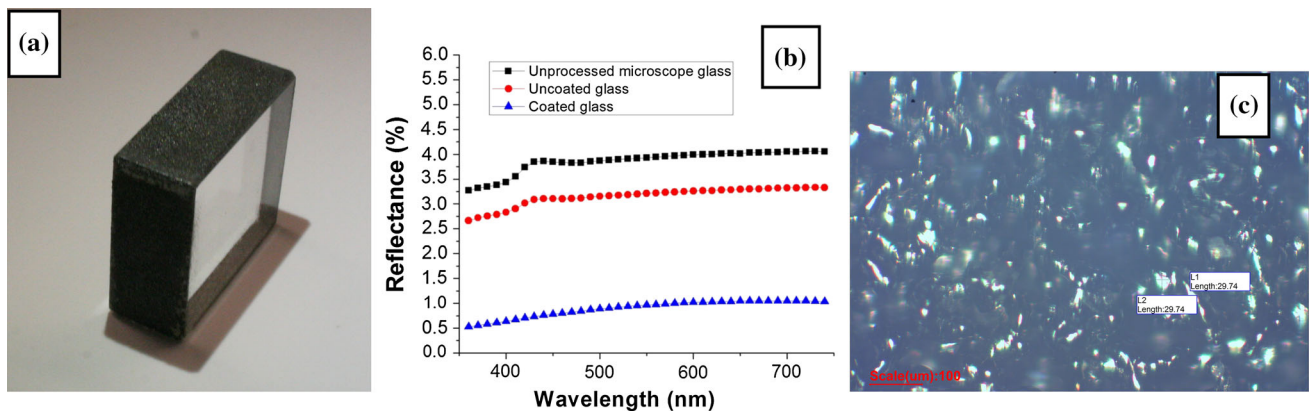 (a)
(b)
6.0
5.5
5.0
4.5
4.0
3.5
3.0
2.5
2.0
1.5
1.0
0.5
0.0
Reflectance (%)
Unprocessed microscope glass
Uncoated glass
Coated glass
400
500
600
700
Wavelength (nm)
(c)
L1
Length:29.74
L2
Length:29.74
Scale(um):100